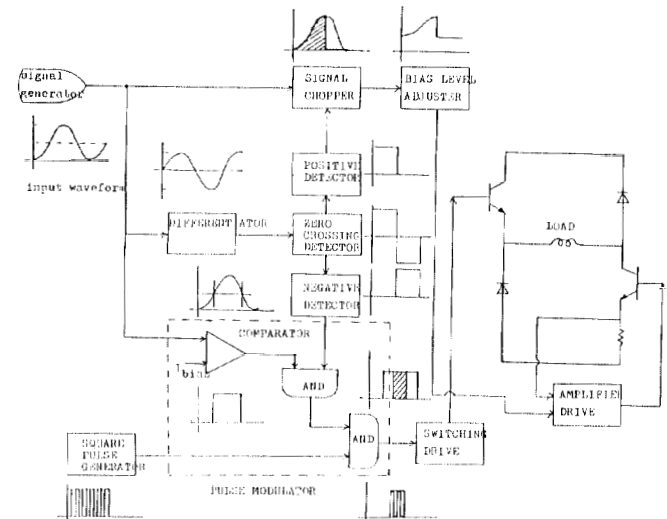 Signal
generator
SIGNAL
CHOPPER
BIAS LEVEL
ADJUSTER
input waveform
POSITIVE
DETECTOR
DIFFERENTIATOR
ZERO
CROSSING
DETECTOR
LOAD
NEGATIVE
DETECTOR
COMPARATOR
Ibias
AND
AND
SQUARE
PULSE
GENERATOR
SWITCHING
DRIVE
AMPLIFIER
DRIVE
PULSE MODULATOR